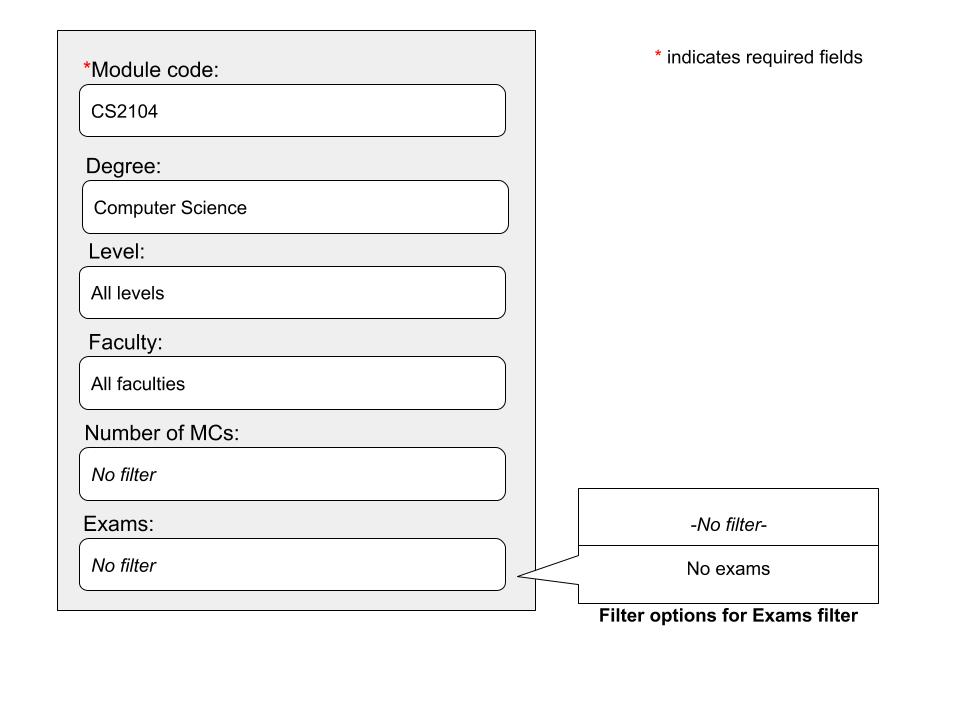 *Module code:
* indicates required fields
CS2104
Degree:
Computer Science
Level:
All levels
Faculty:
All faculties
Number of MCs:
No filter
Exams:
No filter
-No filter-
No exams
Filter options for Exams filter